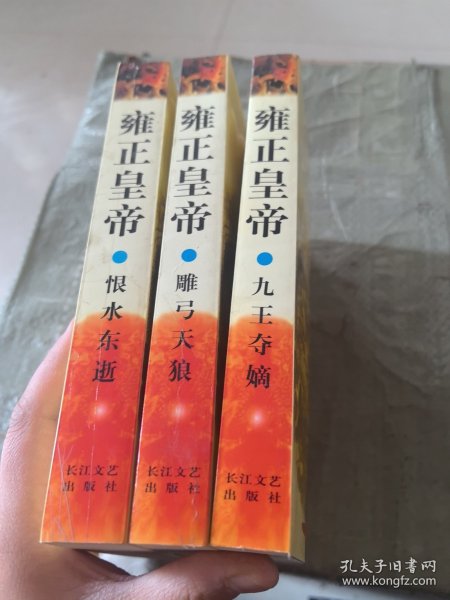 雍正皇帝
恨水东逝
长江文艺
出版社
雍正皇帝
雕弓天狼
长江文艺
出版社
雍正皇帝
九王夺嫡
长江文艺
出版社
孔夫子旧书网
www.kongfz.com